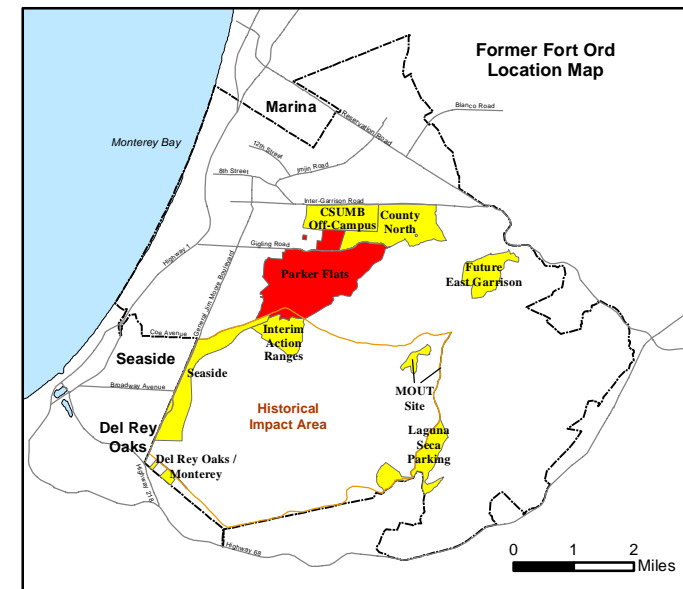 Former Fort Ord
Location Map
Marina
Blanco Road
Reservation Road
Monterey Bay
12th Street
Imjin Road
8th Street
Inter-Garrison Road
CSUMB
Off-Campus
County
North
Gigling Road
Highway 1
Parker Flats
Future
East Garrison
General Jim Moore Boulevard
Coe Avenue
Interim
Action
Ranges
Seaside
Seaside
Broadway Avenue
MOUT
Site
Historical
Impact Area
Del Rey
Oaks
Laguna
Seca
Parking
Del Rey Oaks /
Monterey
Highway 218
Highway 68
0 1 2
Miles